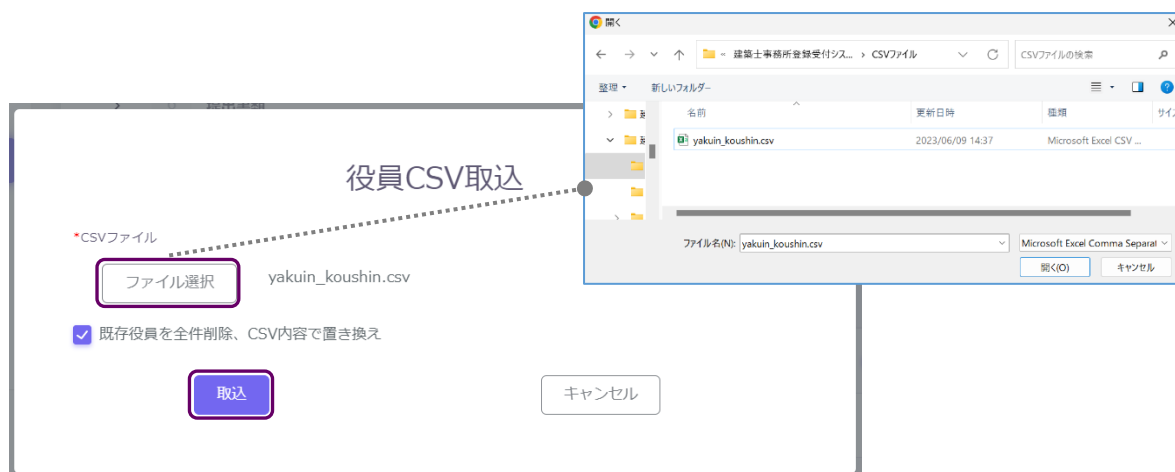 開く
建築士事務所登録受付シス... › CSVファイル
CSVファイルの検索
整理
新しいフォルダー
名前
更新日時
種類
サイズ
yakuin_koushin.csv
2023/06/09 14:37
Microsoft Excel CSV ...
ファイル名(N):
yakuin_koushin.csv
Microsoft Excel Comma Separat
開く(O)
キャンセル
役員CSV取込
*CSVファイル
ファイル選択
yakuin_koushin.csv
既存役員を全件削除、CSV内容で置き換え
取込
キャンセル